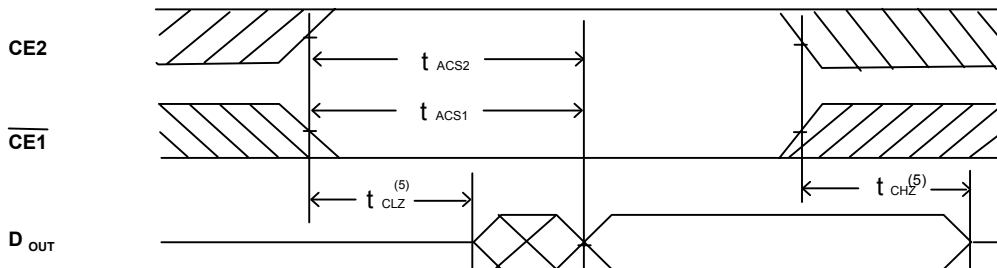 CE2
t ACS2
t ACS1
CE1
t CLZ (5)
t CHZ (5)
D OUT